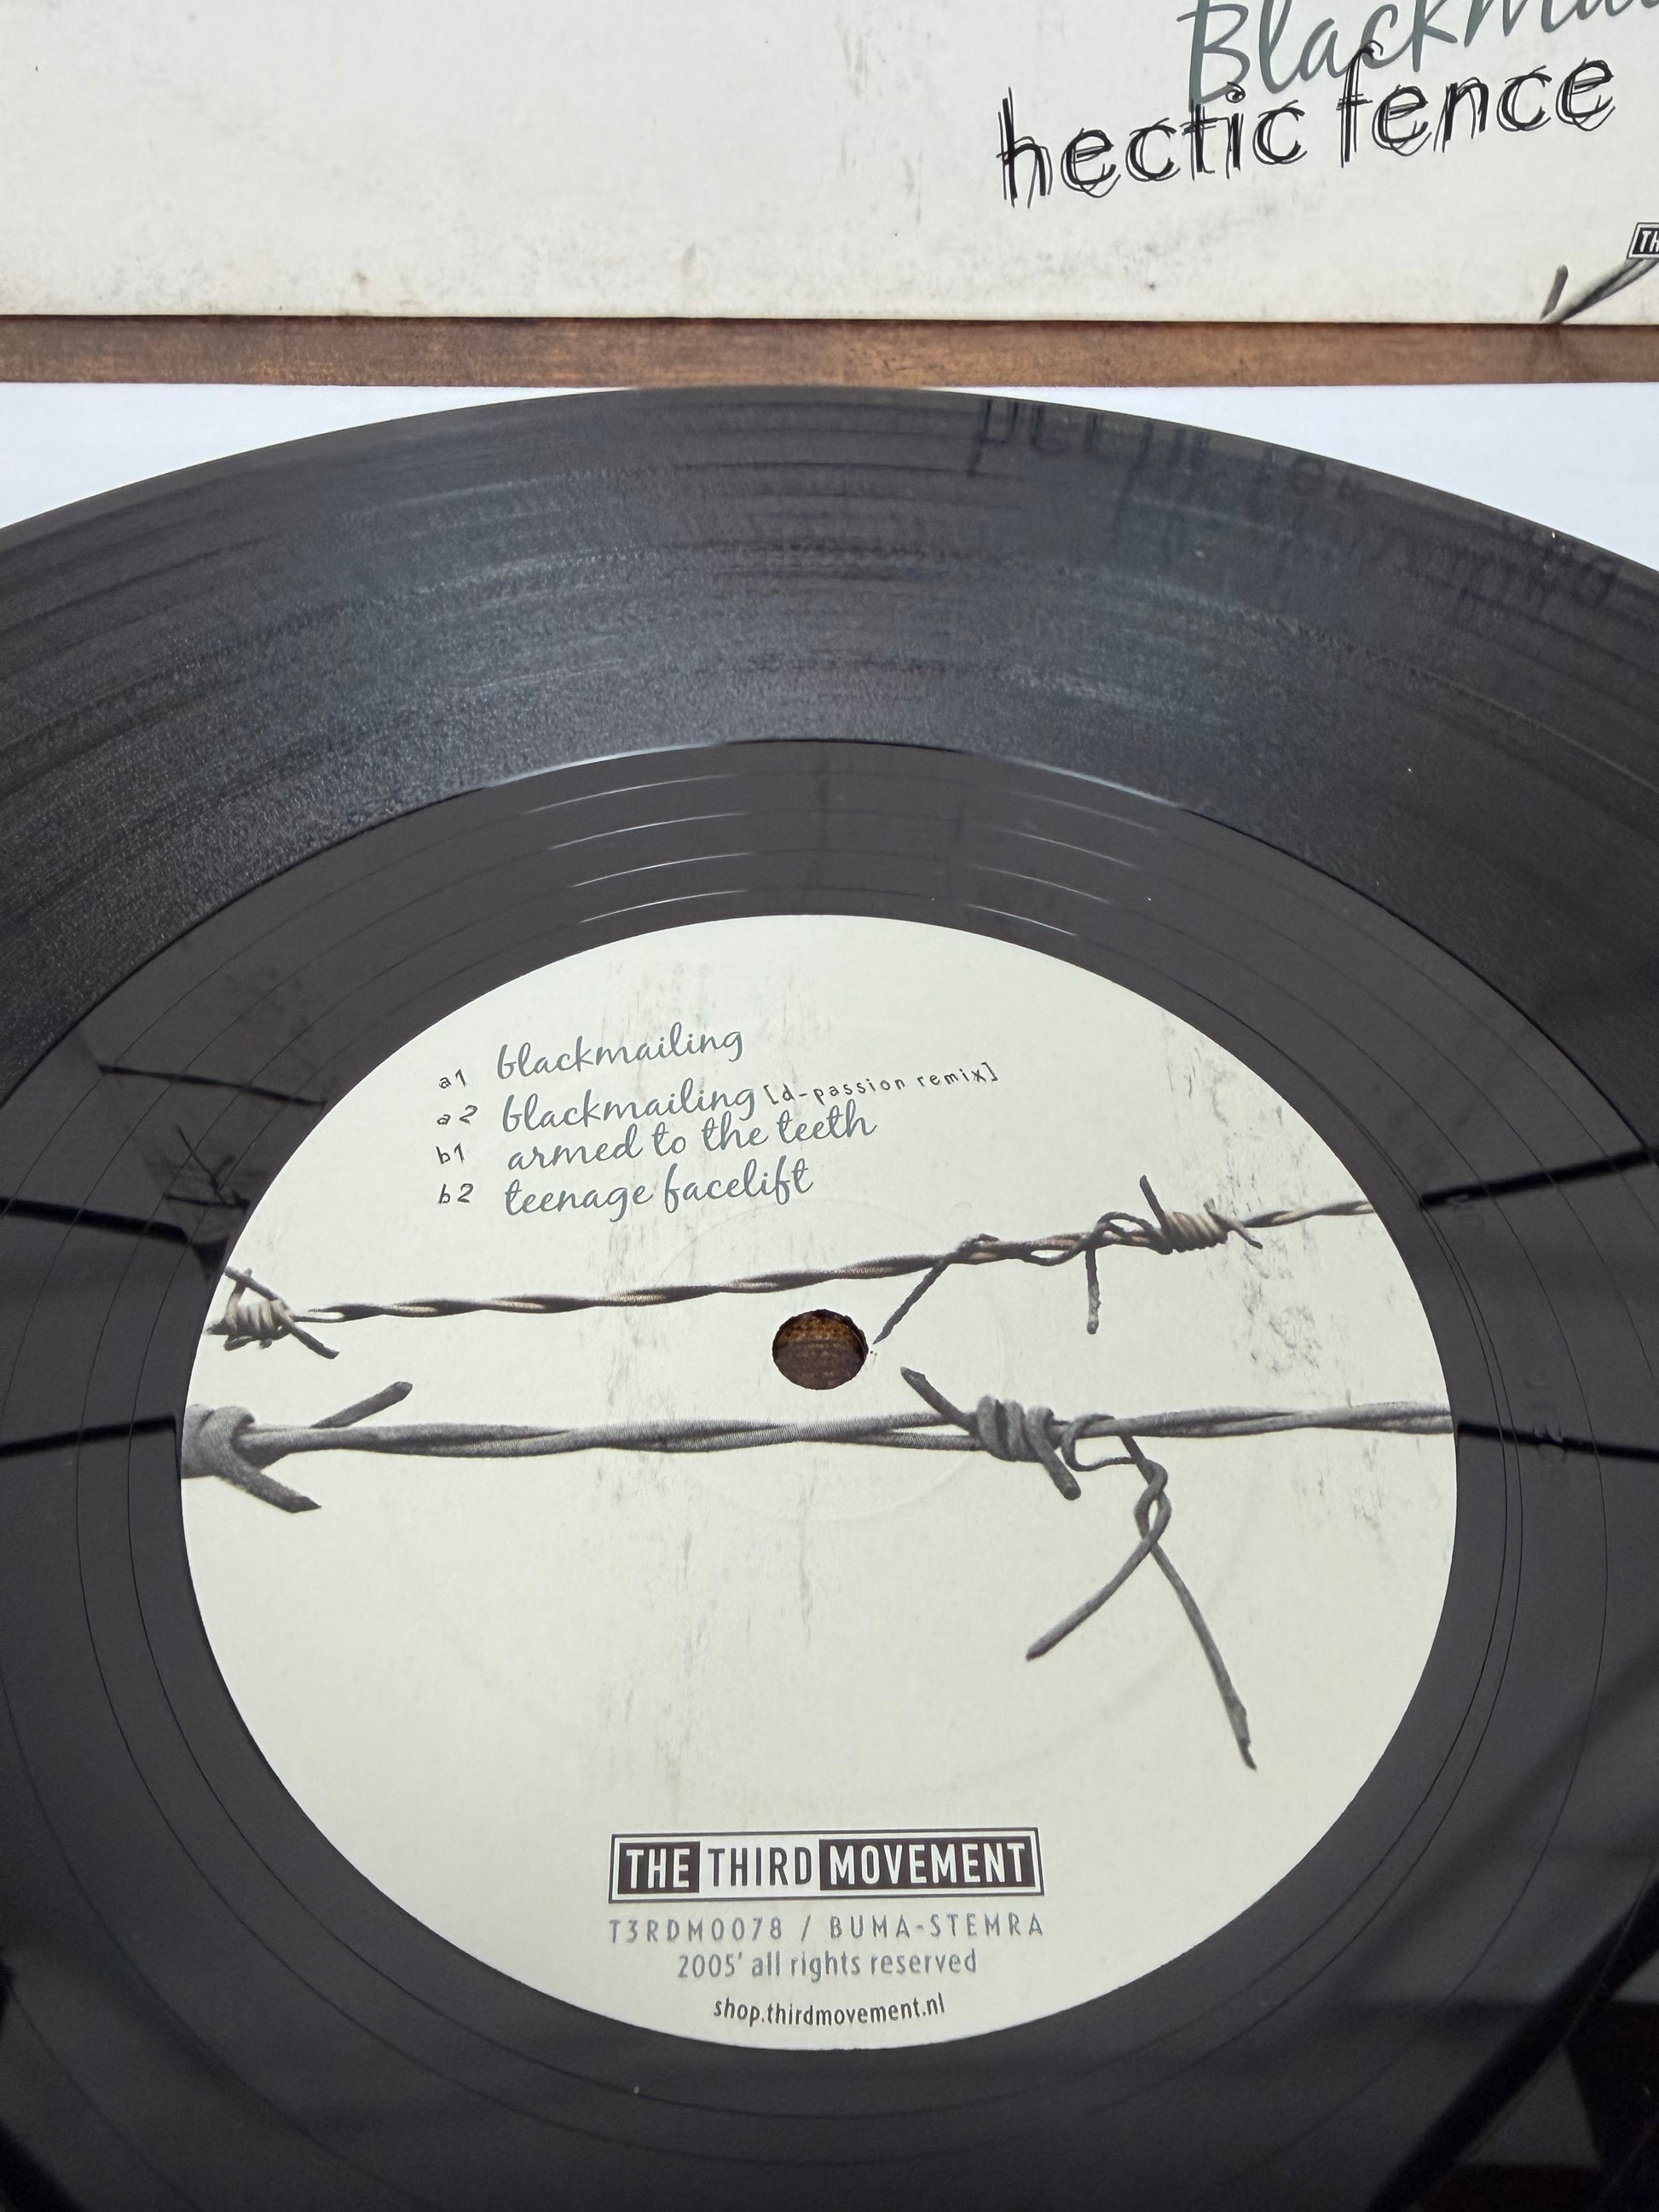 hectic fence
a1 blackmailing
a2 blackmailing [d-passion remix]
b1 armed to the teeth
b2 teenage facelift
THE THIRD MOVEMENT
T3RDM0078 / BUMA-STEMRA
2005' all rights reserved
shop.thirdmovement.nl